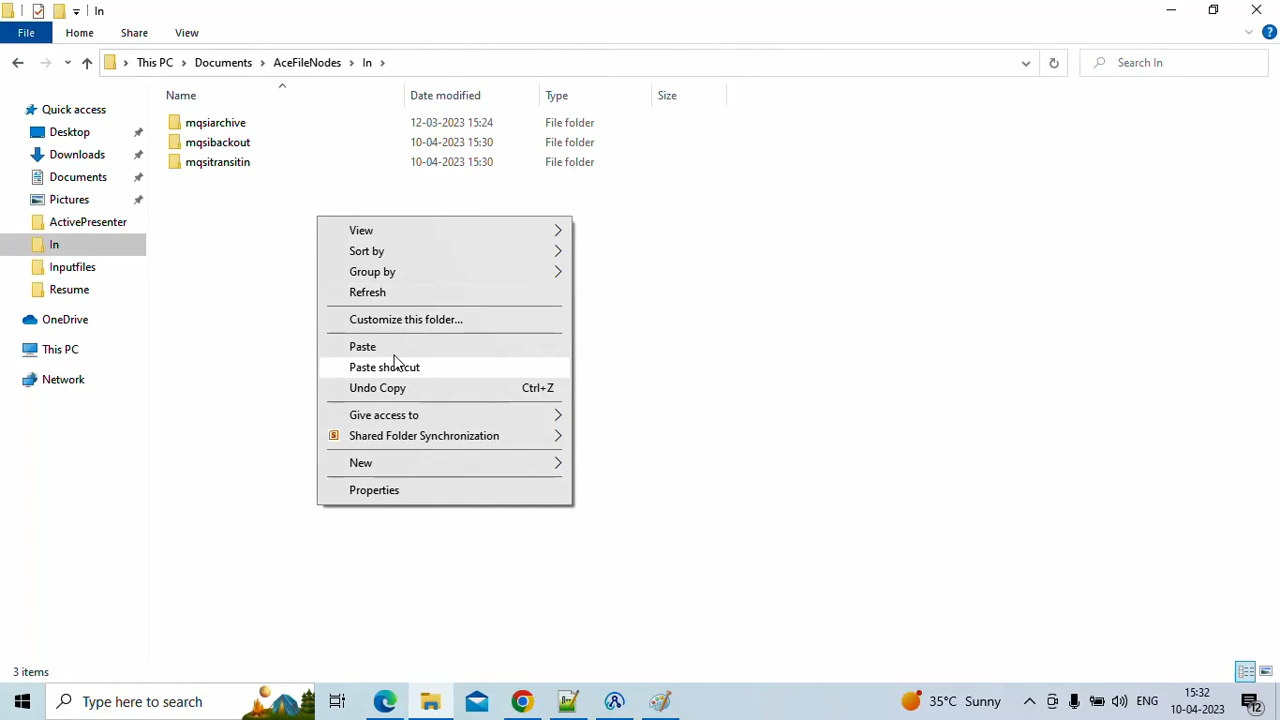 In
File Home Share View
This PC Documents AceFileNodes In Search In
Name Date modified Type Size
mqsiarchive 12-03-2023 15:24 File folder
mqsibackout 10-04-2023 15:30 File folder
mqsitransitin 10-04-2023 15:30 File folder
Quick access
Desktop
Downloads
Documents
Pictures
ActivePresenter
In
Inputfiles
Resume
OneDrive
This PC
Network
View
Sort by
Group by
Refresh
Customize this folder...
Paste
Paste shortcut
Undo Copy Ctrl+Z
Give access to
Shared Folder Synchronization
New
Properties
3 items
Type here to search
35°C Sunny
ENG
15:32
10-04-2023
12